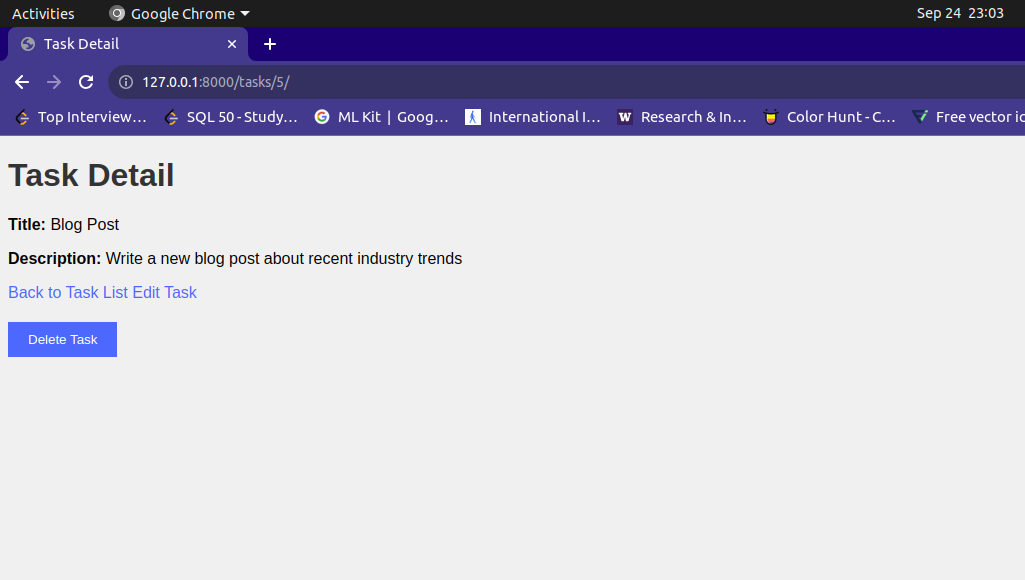 Activities Google Chrome Sep 24 23:03
Task Detail
127.0.0.1:8000/tasks/5/
Top Interview… SQL 50 - Study… ML Kit | Goog… International I… Research & In… Color Hunt - C… Free vector ic
Task Detail
Title: Blog Post
Description: Write a new blog post about recent industry trends
Back to Task List Edit Task
Delete Task